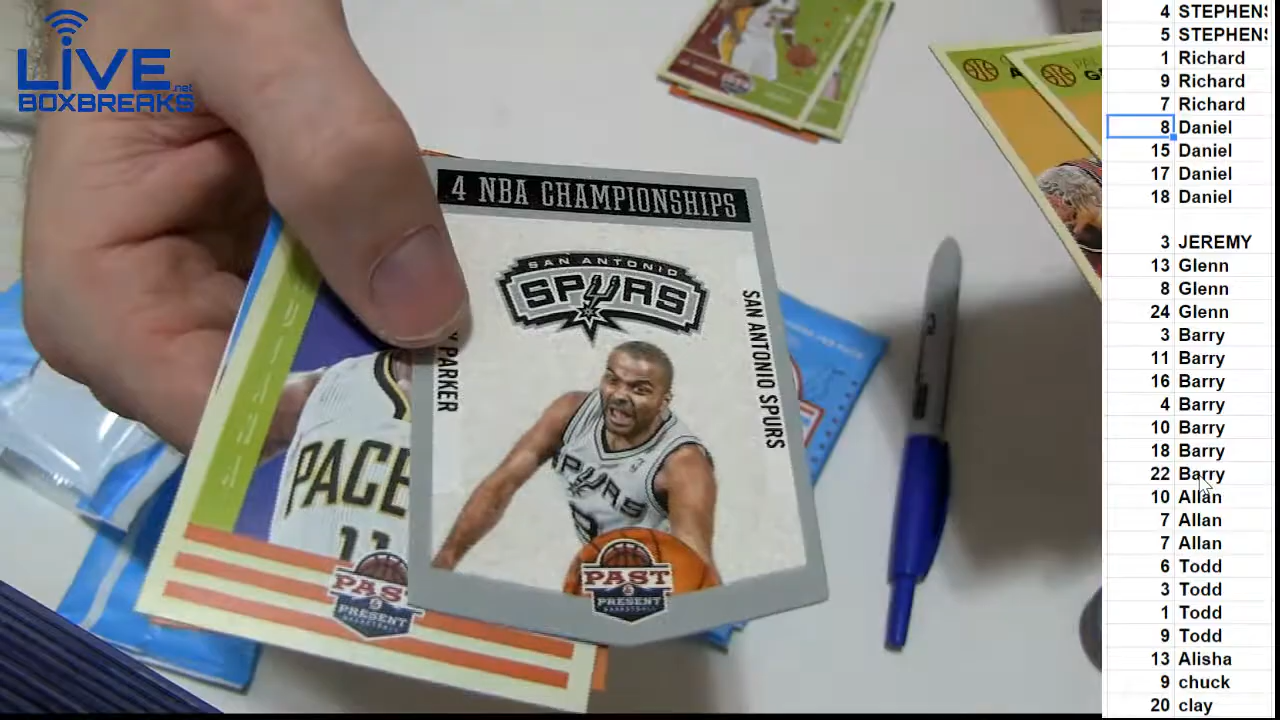 LIVE.net
BOXBREAKS
4 NBA CHAMPIONSHIPS
SAN ANTONIO
SPURS
SAN ANTONIO SPURS
PARKER
SPURS
PACE
11
PAST
&
PRESENT
BASKETBALL
PAST
&
PRESENT
BASKETBALL
4 STEPHENS
5 STEPHENS
1 Richard
9 Richard
7 Richard
8 Daniel
15 Daniel
17 Daniel
18 Daniel
3 JEREMY
13 Glenn
8 Glenn
24 Glenn
3 Barry
11 Barry
16 Barry
4 Barry
10 Barry
18 Barry
22 Barry
10 Allan
7 Allan
7 Allan
6 Todd
3 Todd
1 Todd
9 Todd
13 Alisha
9 chuck
20 clay